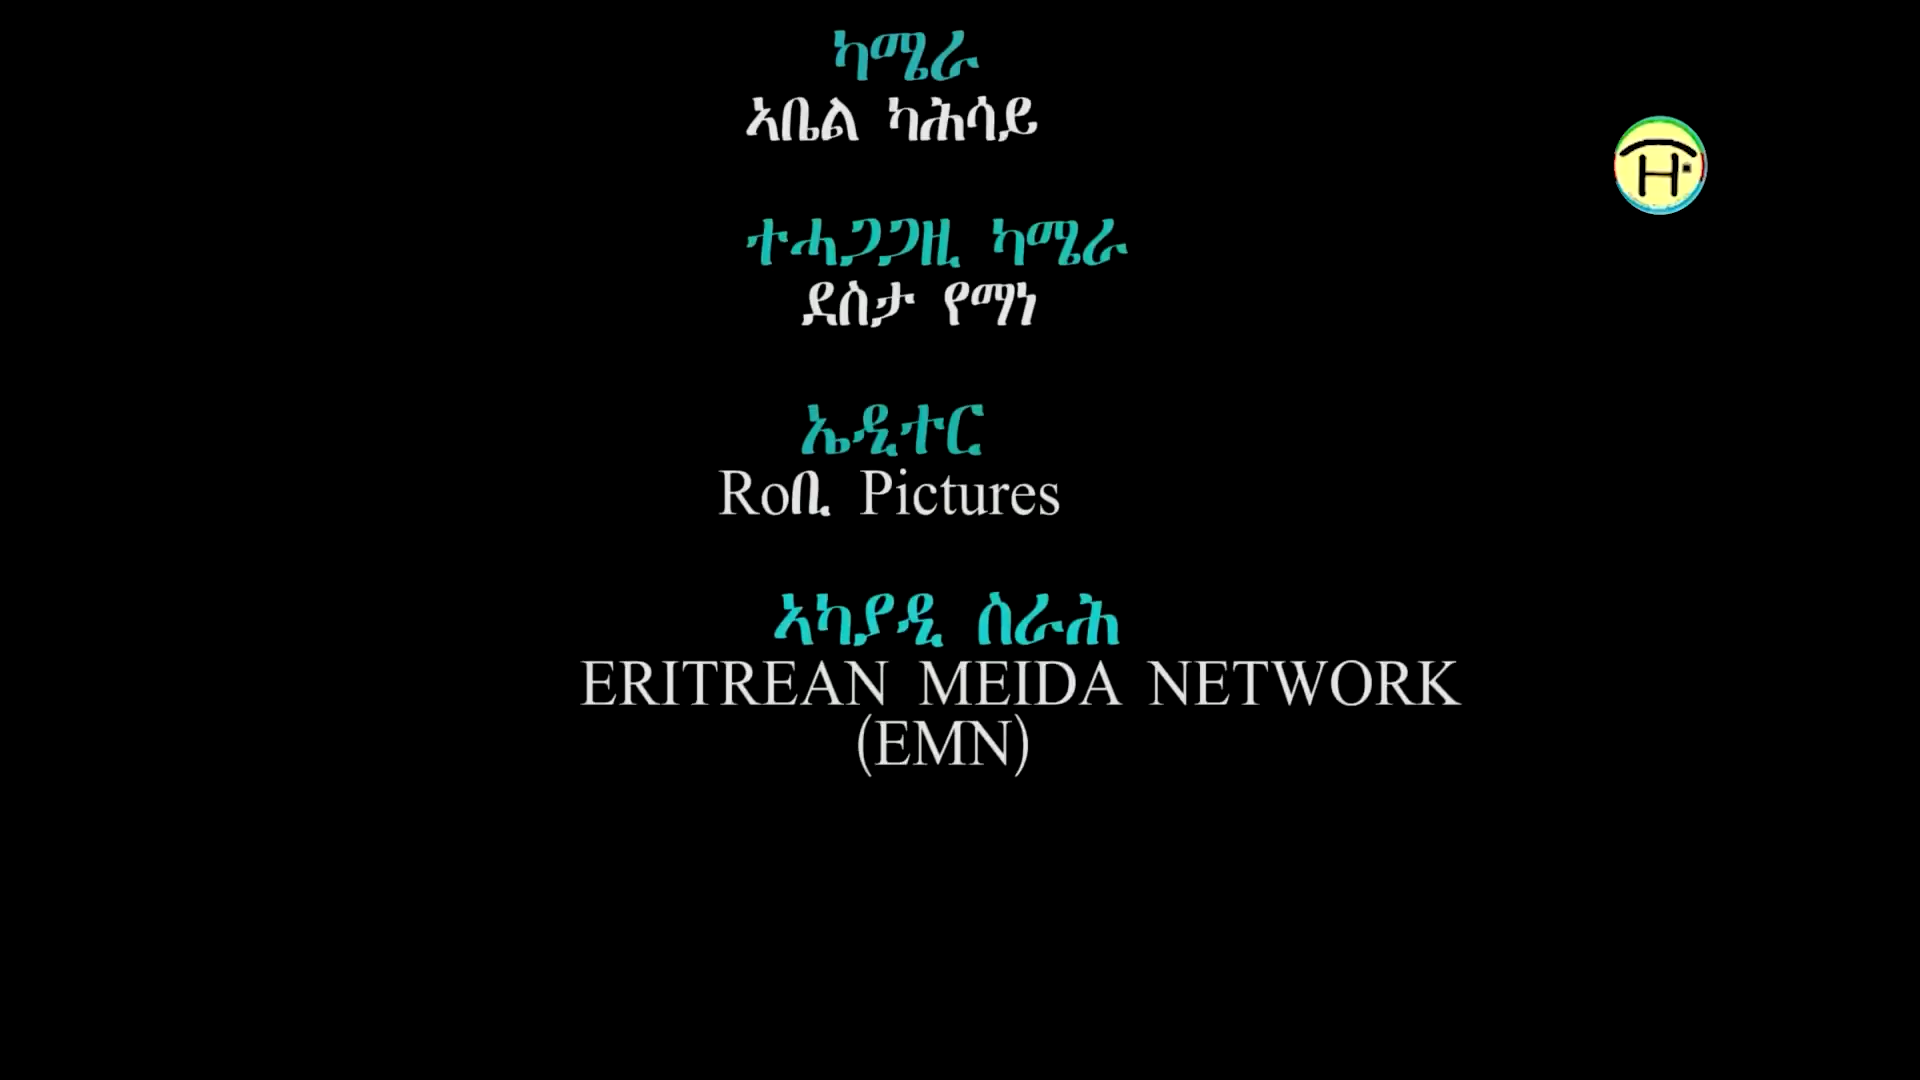 ካሜራ
ኣቤል ካሕሳይ
ተሓጋጋዚ ካሜራ
ደስታ የማነ
ኤዲተር
Roቢ Pictures
ኣካያዲ ስራሕ
ERITREAN MEIDA NETWORK
(EMN)
H